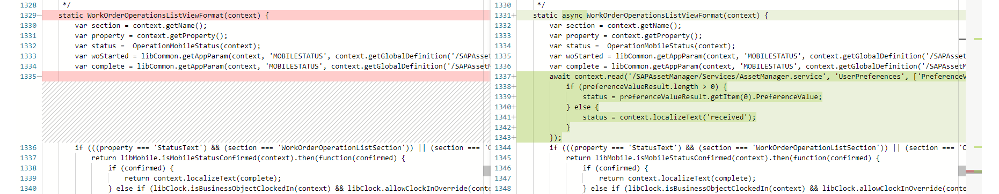 1328 */
1329− static WorkOrderOperationsListViewFormat(context) {
1330 var section = context.getName();
1331 var property = context.getProperty();
1332 var status =  OperationMobileStatus(context);
1333 var woStarted = libCommon.getAppParam(context, 'MOBILESTATUS', context.getGlobalDefinition('/SAPAsset
1334 var complete = libCommon.getAppParam(context, 'MOBILESTATUS', context.getGlobalDefinition('/SAPAssetM
1335−
1336 if (((property === 'StatusText') && (section === 'WorkOrderOperationListSection')) || (section === 'O
1337 return libMobile.isMobileStatusConfirmed(context).then(function(confirmed) {
1338 if (confirmed) {
1339 return context.localizeText(complete);
1340 } else if (libClock.isBusinessObjectClockedIn(context) && libClock.allowClockInOverride(conte
1330 */
1331+ static async WorkOrderOperationsListViewFormat(context) {
1332 var section = context.getName();
1333 var property = context.getProperty();
1334 var status =  OperationMobileStatus(context);
1335 var woStarted = libCommon.getAppParam(context, 'MOBILESTATUS', context.getGlobalDefinition('/SAPAsset
1336 var complete = libCommon.getAppParam(context, 'MOBILESTATUS', context.getGlobalDefinition('/SAPAssetM
1337+ await context.read('/SAPAssetManager/Services/AssetManager.service', 'UserPreferences', ['PreferenceV
1338+ if (preferenceValueResult.length > 0) {
1339+ status = preferenceValueResult.getItem(0).PreferenceValue;
1340+ } else {
1341+ status = context.localizeText('received');
1342+ }
1343+ });
1344 if (((property === 'StatusText') && (section === 'WorkOrderOperationListSection')) || (section === 'O
1345 return libMobile.isMobileStatusConfirmed(context).then(function(confirmed) {
1346 if (confirmed) {
1347 return context.localizeText(complete);
1348 } else if (libClock.isBusinessObjectClockedIn(context) && libClock.allowClockInOverride(conte